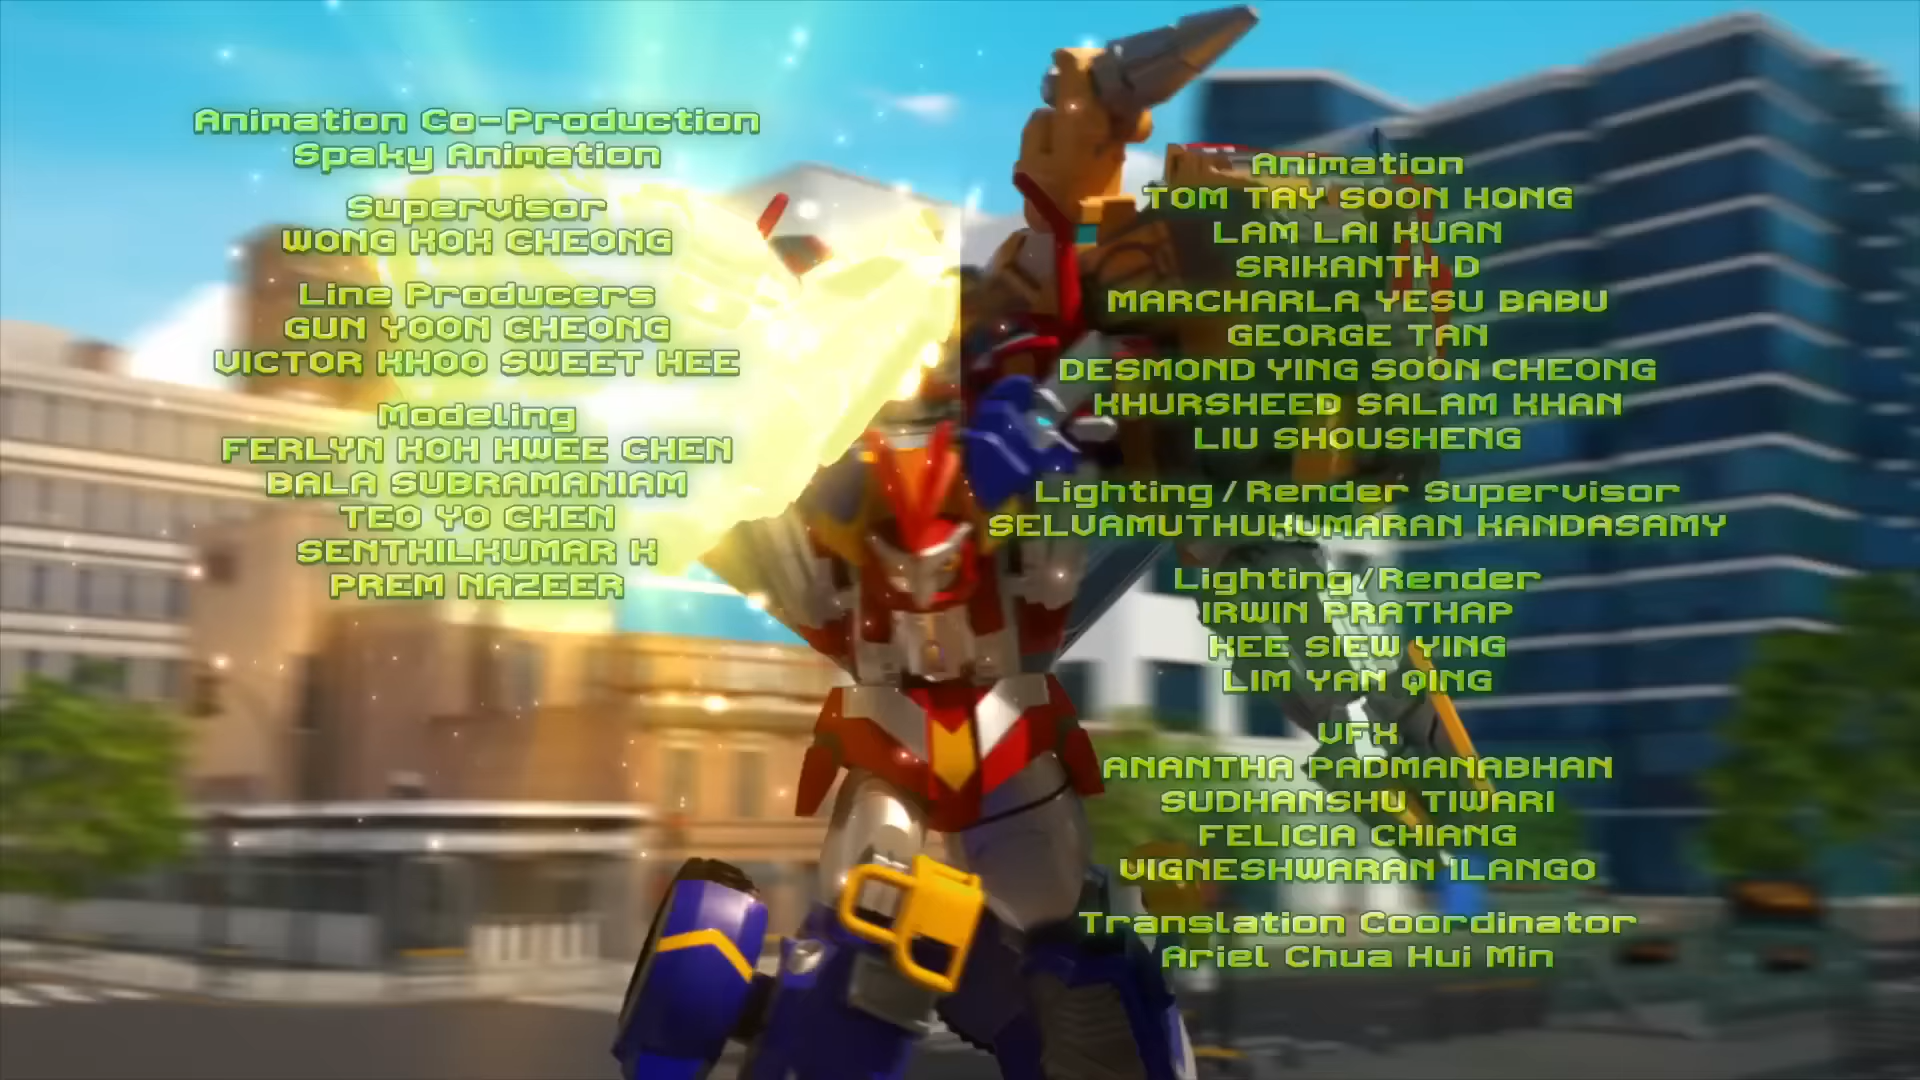 Animation Co-Production
Spaky Animation
Supervisor
WONG KOK CHEONG
Line Producers
GUN YOON CHEONG
VICTOR KHOO SWEET HEE
Modeling
FERLYN KOH HWEE CHEN
BALA SUBRAMANIAM
TEO YO CHEN
SENTHILKUMAR K
PREM NAZEER
Animation
TOM TAY SOON HONG
LAM LAI KUAN
SRIKANTH D
MARCHARLA YESU BABU
GEORGE TAN
DESMOND YING SOON CHEONG
KHURSHEED SALAM KHAN
LIU SHOUSHENG
Lighting/Render Supervisor
SELVAMUTHUKUMARAN KANDASAMY
Lighting/Render
IRWIN PRATHAP
KEE SIEW YING
LIM YAN QING
VFX
ANANTHA PADMANABHAN
SUDHANSHU TIWARI
FELICIA CHIANG
VIGNESHWARAN ILANGO
Translation Coordinator
Ariel Chua Hui Min